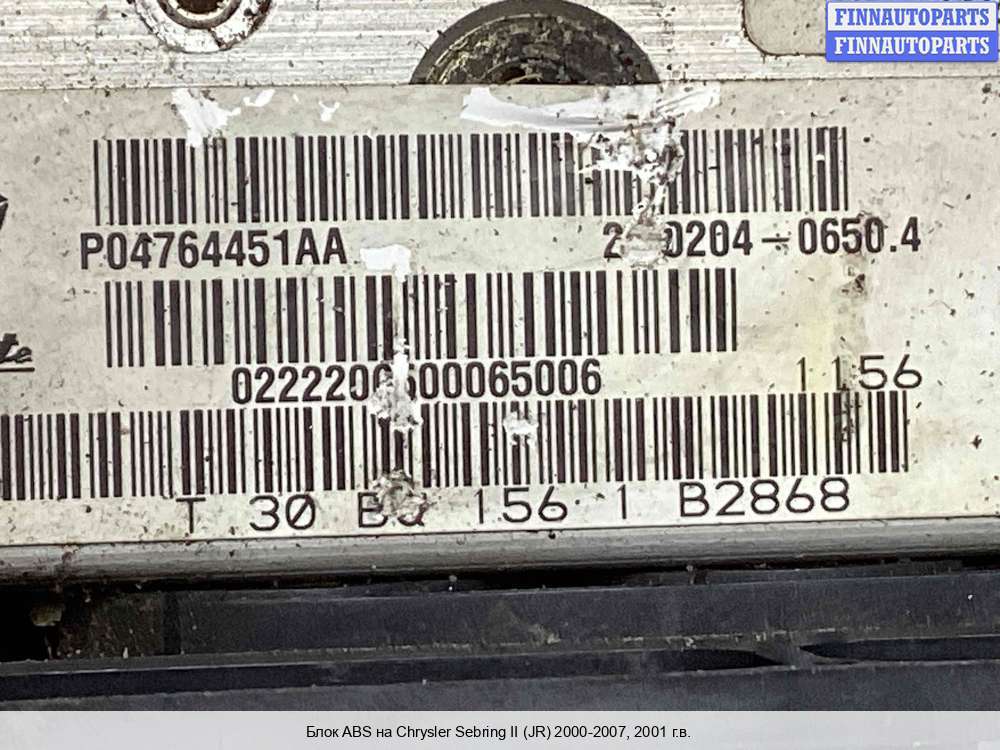 FINNAUTOPARTS
FINNAUTOPARTS
P04764451AA
0650.4
1156
T 30 156 1 B2868
Блок ABS на Chrysler Sebring II (JR) 2000-2007, 2001 г.в.